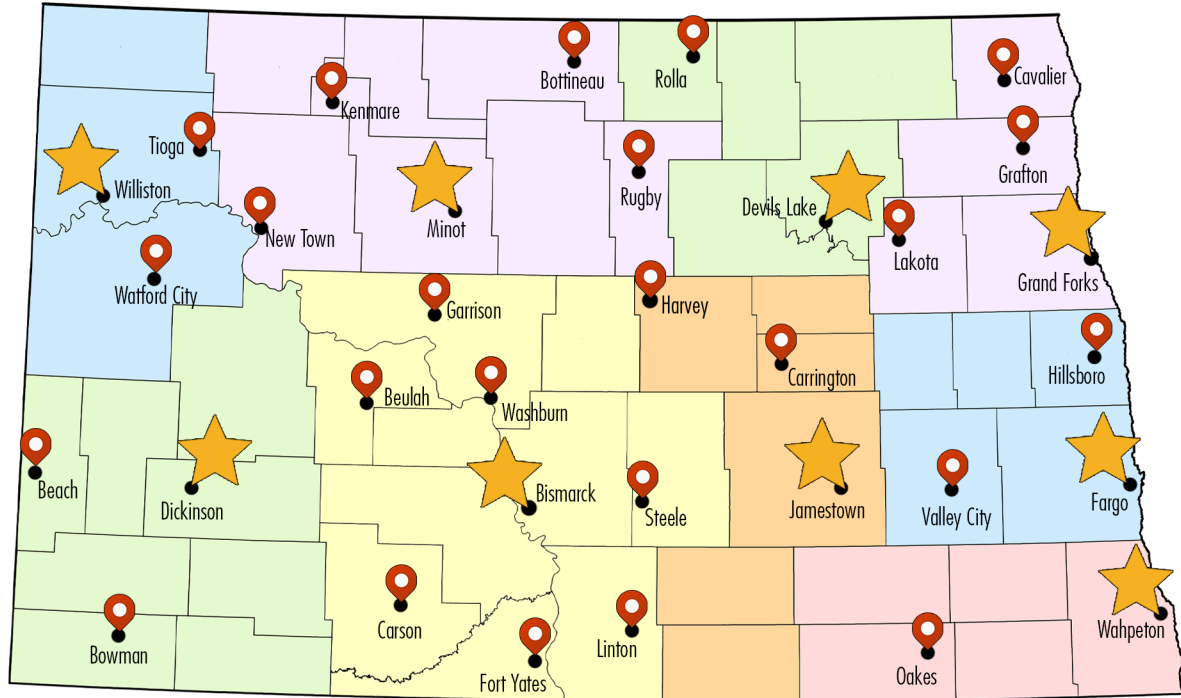 Bottineau
Rolla
Cavalier
Kenmare
Tioga
Grafton
Williston
Rugby
Devils Lake
Minot
New Town
Lakota
Grand Forks
Watford City
Garrison
Harvey
Hillsboro
Carrington
Beulah
Washburn
Beach
Dickinson
Bismarck
Steele
Jamestown
Valley City
Fargo
Carson
Wahpeton
Linton
Bowman
Oakes
Fort Yates